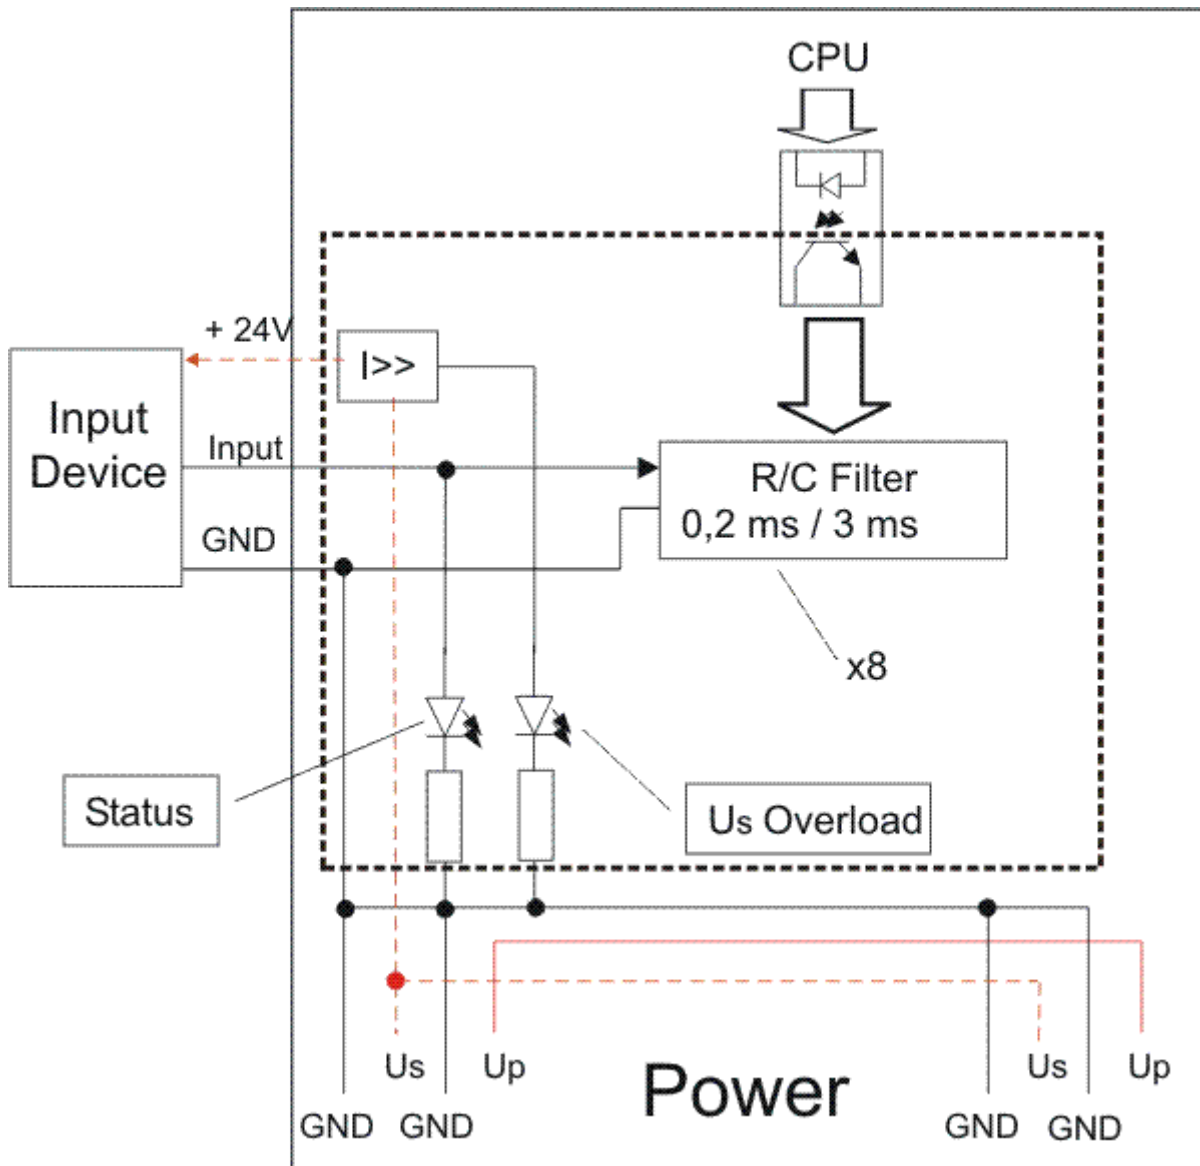 CPU
+ 24V
I>>
Input
Device
Input
GND
R/C Filter
0,2 ms / 3 ms
x8
Status
Us Overload
Us
Up
Us
Up
Power
GND
GND
GND
GND